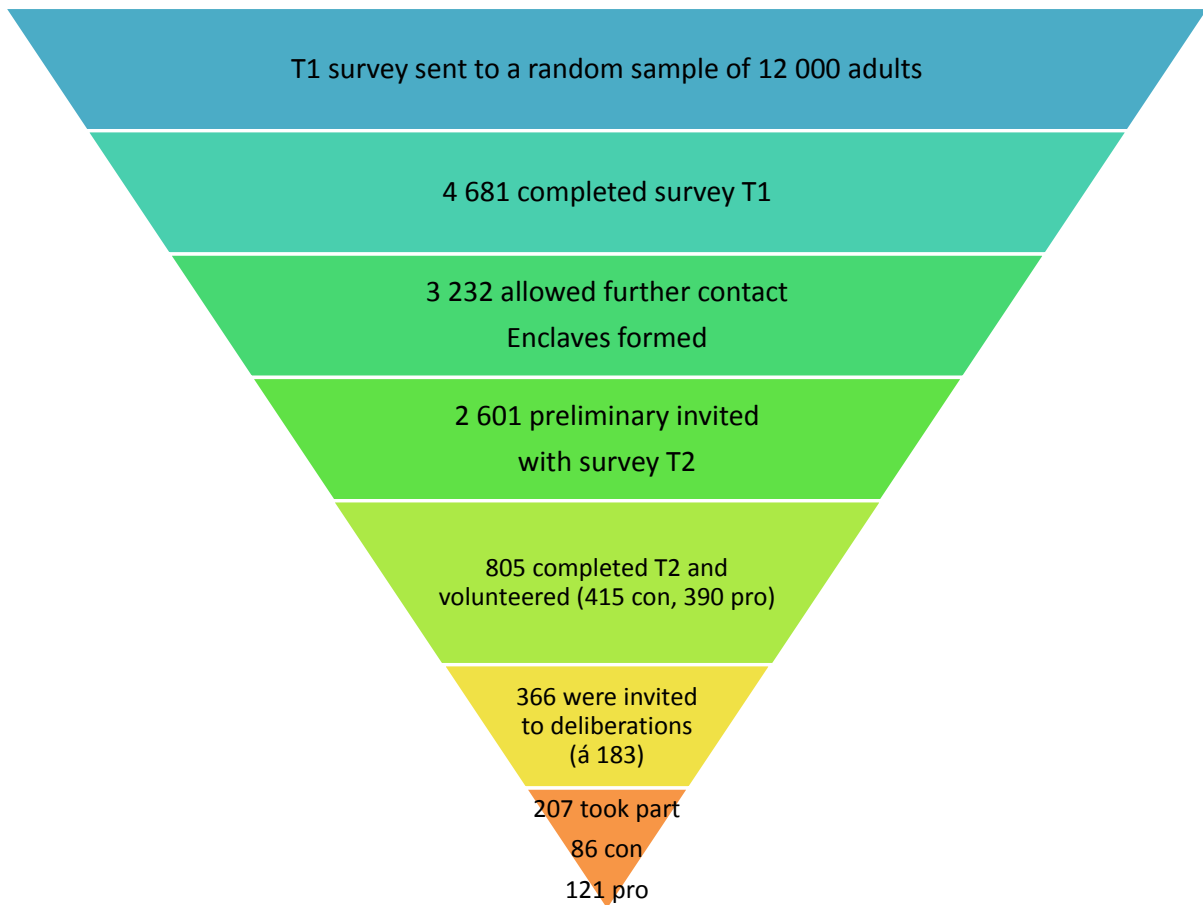 T1 survey sent to a random sample of 12 000 adults
4 681 completed survey T1
3 232 allowed further contact
Enclaves formed
2 601 preliminary invited
with survey T2
805 completed T2 and
volunteered (415 con, 390 pro)
366 were invited
to deliberations
(á 183)
207 took part
86 con
121 pro